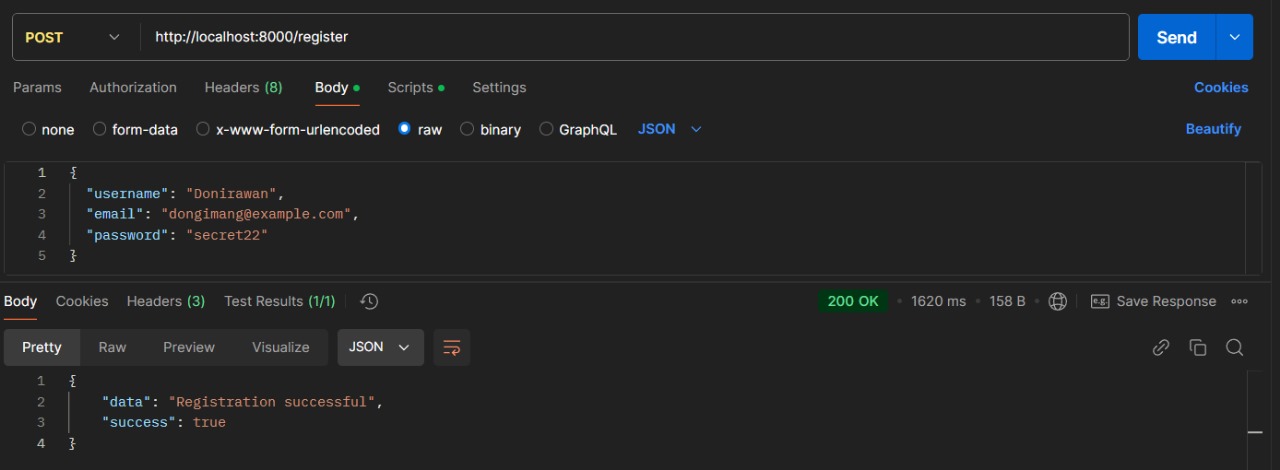 POST http://localhost:8000/register Send
Params Authorization Headers (8) Body Scripts Settings Cookies
none form-data x-www-form-urlencoded raw binary GraphQL JSON Beautify
1 {
2 "username": "Donirawan",
3 "email": "dongimang@example.com",
4 "password": "secret22"
5 }
Body Cookies Headers (3) Test Results (1/1) 200 OK • 1620 ms • 158 B • e.g. Save Response
Pretty Raw Preview Visualize JSON
1 {
2 "data": "Registration successful",
3 "success": true
4 }